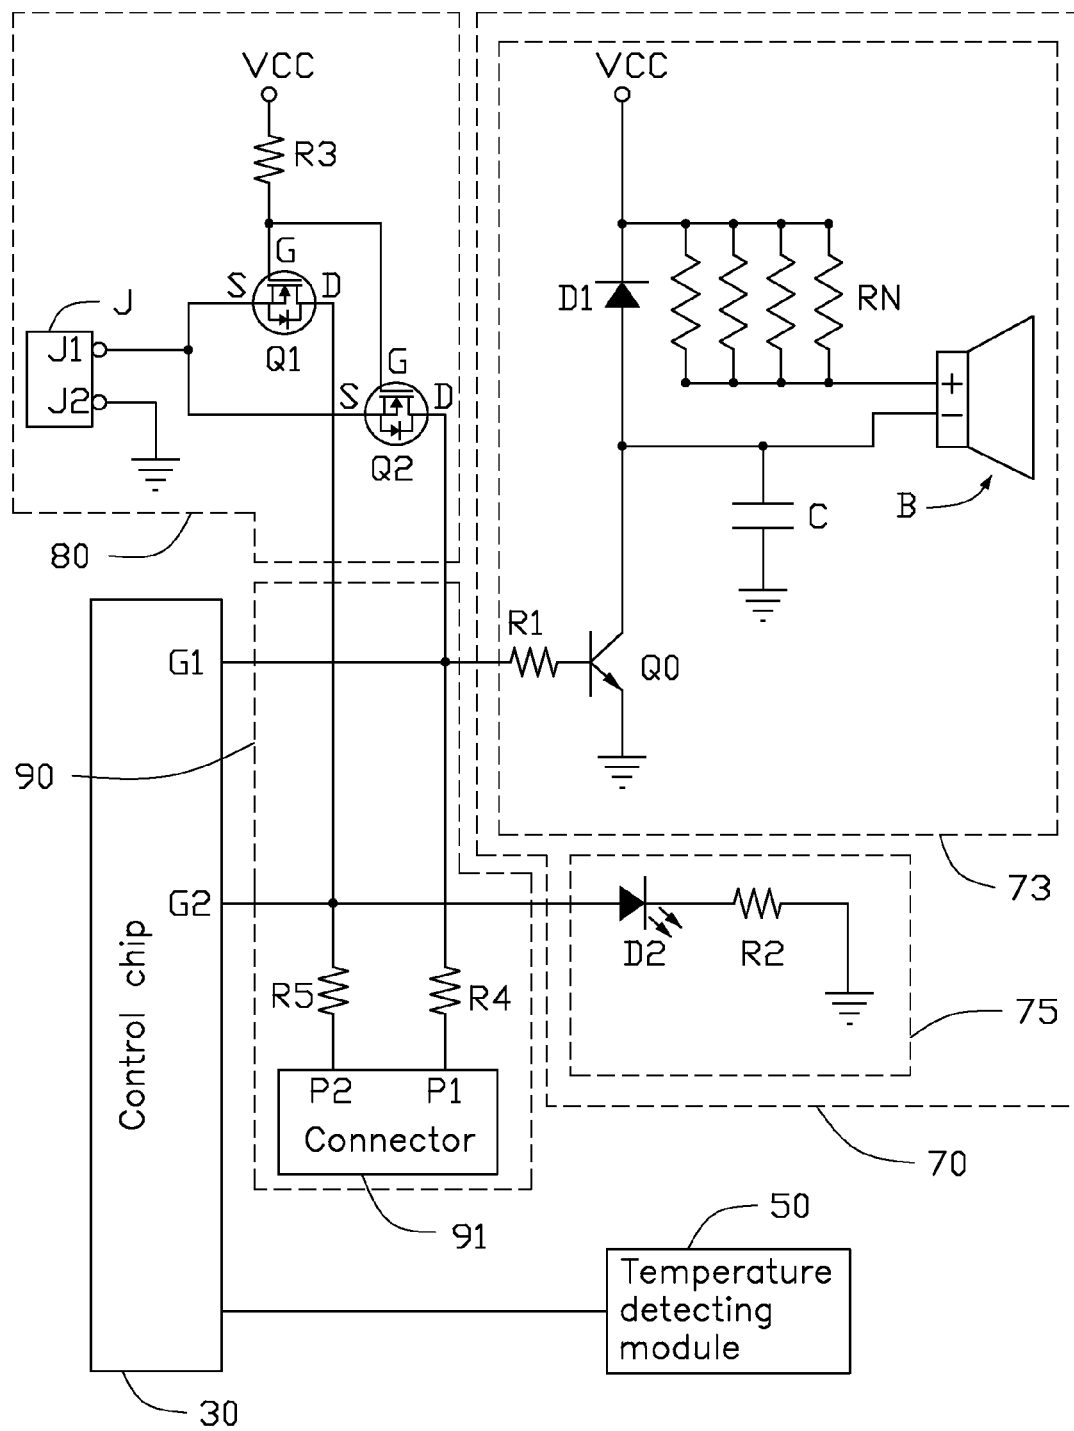 VCC
VCC
R3
G
S
D
J
D1
RN
J1
Q1
G
J2
S
D
+
−
Q2
B
C
80
R1
G1
Q0
90
73
G2
D2
R2
R5
R4
75
Control chip
P2
P1
Connector
70
91
50
Temperature
detecting
module
30